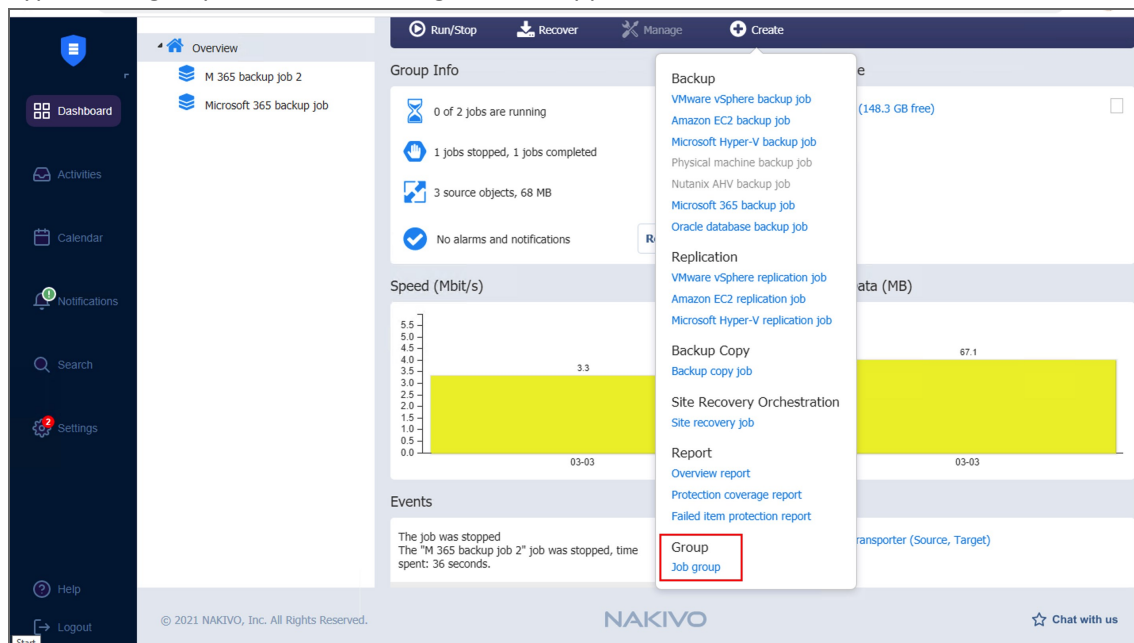 Run/Stop
Recover
Manage
Create
Overview
M 365 backup job 2
Microsoft 365 backup job
Dashboard
Activities
Calendar
Notifications
Search
2
Settings
Help
Logout
Start
Group Info
0 of 2 jobs are running
1 jobs stopped, 1 jobs completed
3 source objects, 68 MB
No alarms and notifications
Speed (Mbit/s)
5.5
5.0
4.5
4.0
3.5
3.0
2.5
2.0
1.5
1.0
0.5
0.0
3.3
03-03
Events
The job was stopped
The "M 365 backup job 2" job was stopped, time
spent: 36 seconds.
Backup
VMware vSphere backup job
Amazon EC2 backup job
Microsoft Hyper-V backup job
Physical machine backup job
Nutanix AHV backup job
Microsoft 365 backup job
Oracle database backup job
Replication
VMware vSphere replication job
Amazon EC2 replication job
Microsoft Hyper-V replication job
Backup Copy
Backup copy job
Site Recovery Orchestration
Site recovery job
Report
Overview report
Protection coverage report
Failed item protection report
Group
Job group
(148.3 GB free)
ata (MB)
67.1
03-03
ransporter (Source, Target)
© 2021 NAKIVO, Inc. All Rights Reserved.
NAKIVO
Chat with us